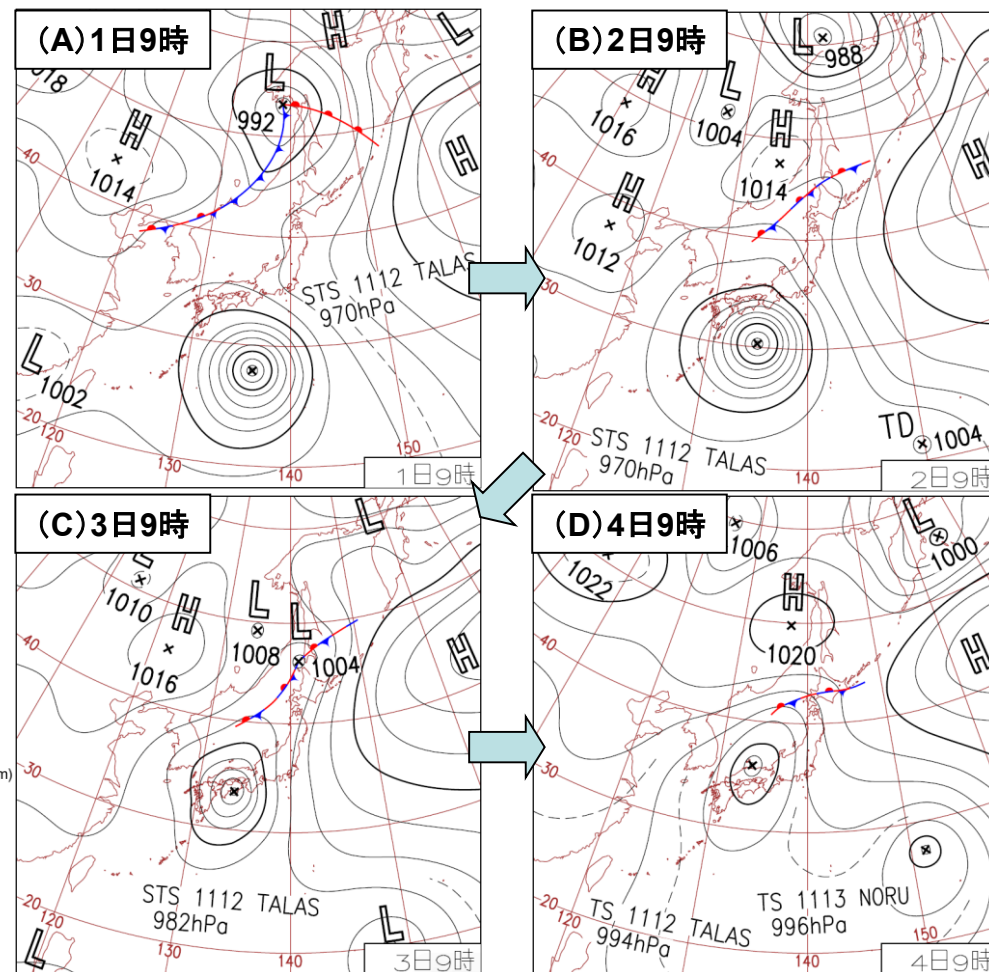 (A)1日9時
H
L
018
L
992
H
1014
H
40
30
STS 1112 TALAS
970hPa
L
1002
20
120
130
140
150
1日9時
(B)2日9時
L
988
H
1016
L
1004
H
1014
H
H
1012
30
STS 1112 TALAS
970hPa
TD
1004
20
120
130
140
2日9時
(C)3日9時
L
L
1010
H
1016
L
1008
L
1004
H
40
m)
30
STS 1112 TALAS
982hPa
L
20
120
L
130
140
3日9時
(D)4日9時
1006
L
1000
1022
H
1020
H
40
30
TS 1112 TALAS
994hPa
TS 1113 NORU
996hPa
20
120
130
140
150
4日9時